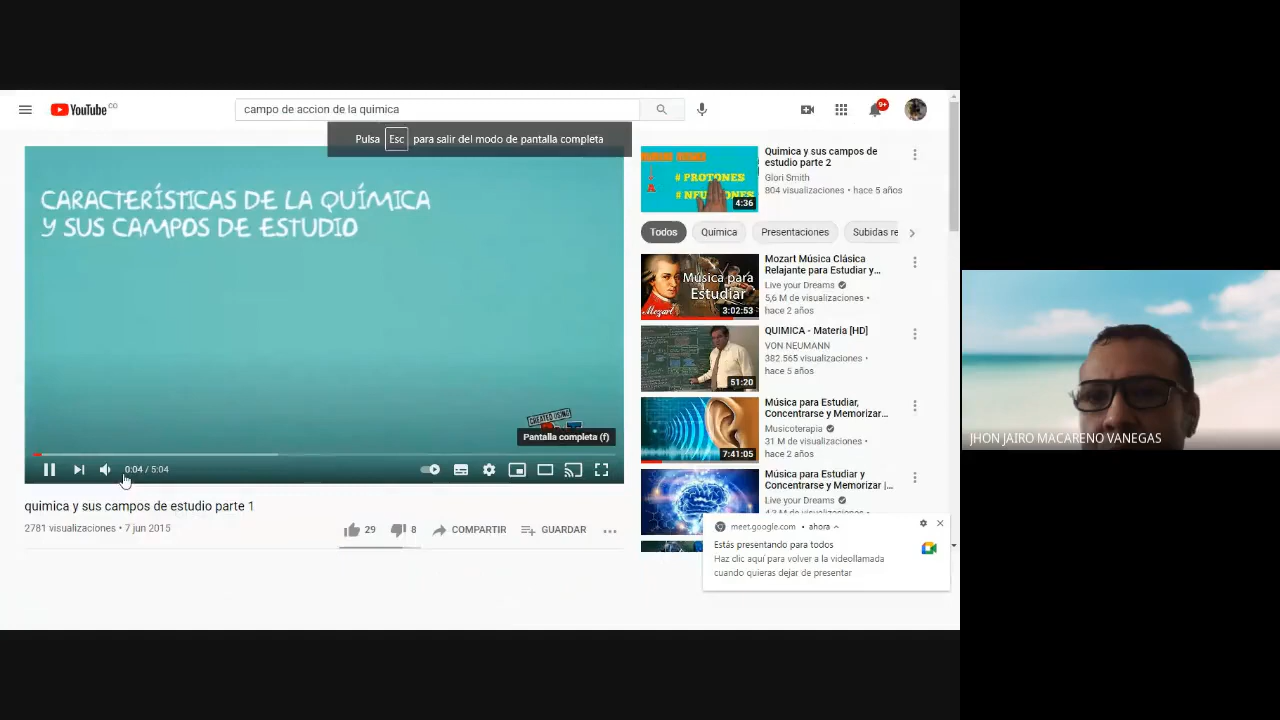 YouTube CO
campo de accion de la quimica
9+
Pulsa Esc para salir del modo de pantalla completa
CARACTERÍSTICAS DE LA QUÍMICA
Y SUS CAMPOS DE ESTUDIO
CREATED USING
Pantalla completa (f)
0:04 / 5:04
quimica y sus campos de estudio parte 1
2781 visualizaciones • 7 jun 2015
29
8
COMPARTIR
GUARDAR
# PROTONES
4:36
Quimica y sus campos de
estudio parte 2
Glori Smith
804 visualizaciones • hace 5 años
Todos
Química
Presentaciones
Subidas re
Música para
Estudiar
Mozart
3:02:53
Mozart Música Clásica
Relajante para Estudiar y...
Live your Dreams
5,6 M de visualizaciones •
hace 2 años
51:20
QUIMICA - Materia [HD]
VON NEUMANN
382.565 visualizaciones •
hace 5 años
7:41:05
Música para Estudiar,
Concentrarse y Memorizar...
Musicoterapia
31 M de visualizaciones •
hace 2 años
Música para Estudiar y
Concentrarse y Memorizar |...
Live your Dreams
meet.google.com • ahora
Estás presentando para todos
Haz clic aquí para volver a la videollamada
cuando quieras dejar de presentar
JHON JAIRO MACARENO VANEGAS